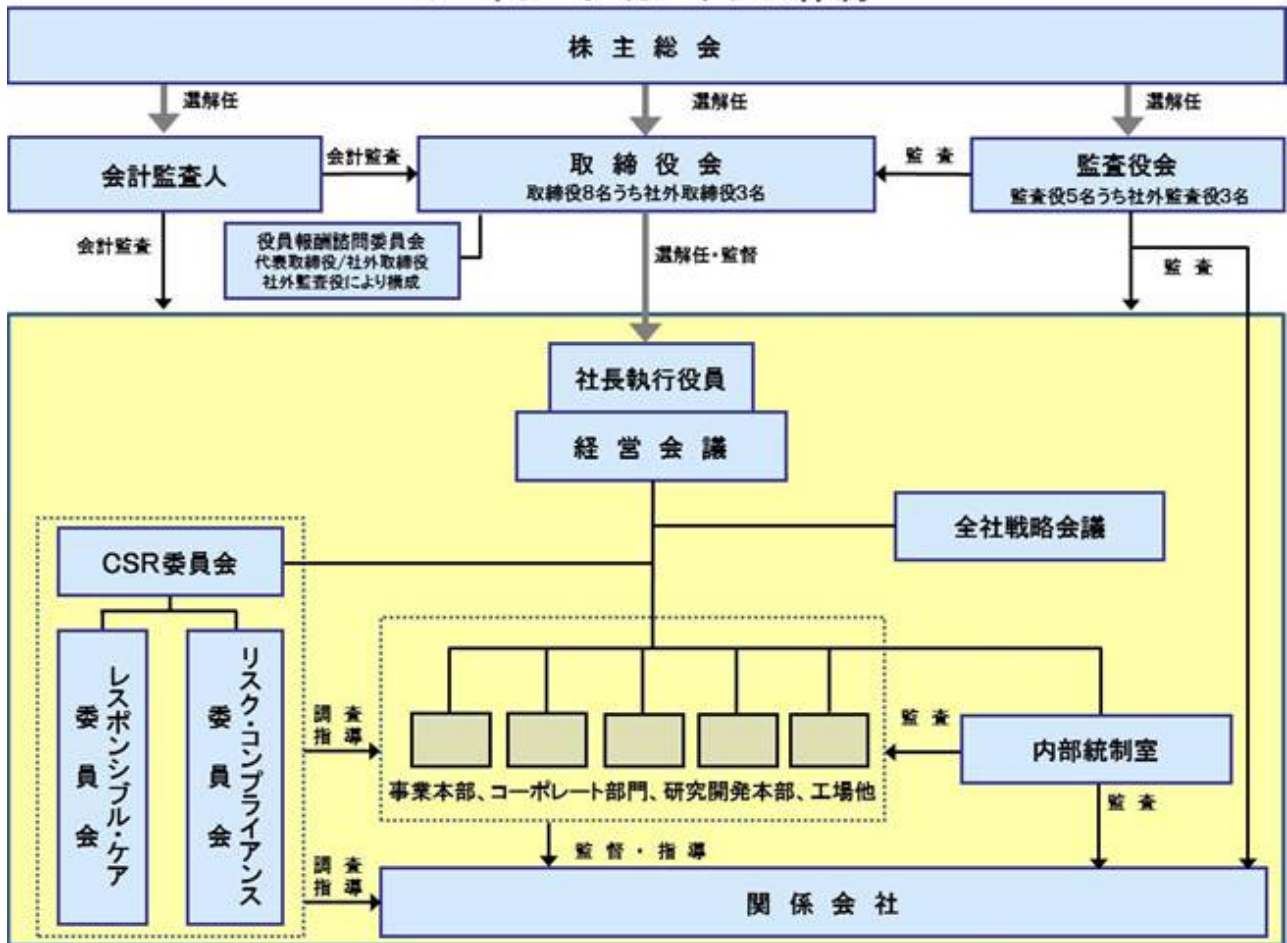 株主総会
選解任
選解任
選解任
会計監査人
会計監査
取締役会
取締役8名うち社外取締役3名
監査
監査役会
監査役5名うち社外監査役3名
会計監査
役員報酬諮問委員会
代表取締役/社外取締役
社外監査役により構成
選解任・監督
監査
社長執行役員
経営会議
全社戦略会議
CSR委員会
レスポンシブル・ケア
委員会
リスク・コンプライアンス
委員会
調査
指導
事業本部、コーポレート部門、研究開発本部、工場他
監査
内部統制室
監査
監督・指導
調査
指導
関係会社